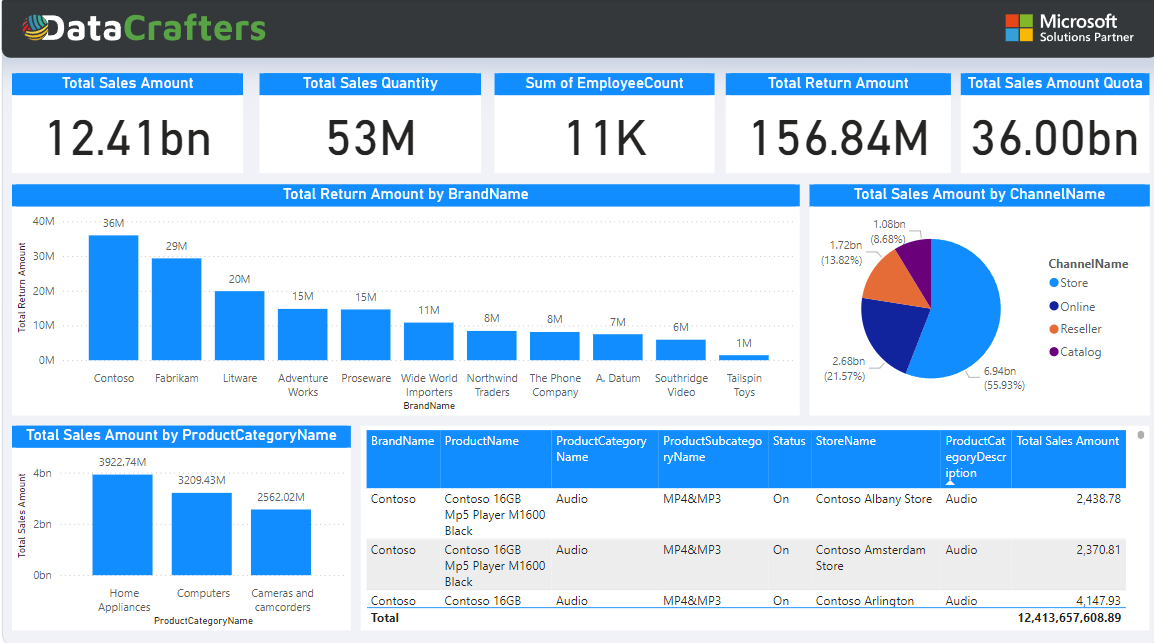 DataCrafters
Microsoft
Solutions Partner
Total Sales Amount
12.41bn
Total Sales Quantity
53M
Sum of EmployeeCount
11K
Total Return Amount
156.84M
Total Sales Amount Quota
36.00bn
Total Return Amount by BrandName
Total Return Amount
40M
30M
20M
10M
0M
36M
29M
20M
15M
15M
11M
8M
8M
7M
6M
1M
Contoso
Fabrikam
Litware
Adventure
Works
Proseware
Wide World
Importers
Northwind
Traders
The Phone
Company
A. Datum
Southridge
Video
Tailspin
Toys
BrandName
Total Sales Amount by ChannelName
1.08bn
(8.68%)
1.72bn
(13.82%)
2.68bn
(21.57%)
6.94bn
(55.93%)
ChannelName
Store
Online
Reseller
Catalog
Total Sales Amount by ProductCategoryName
Total Sales Amount
4bn
2bn
0bn
3922.74M
3209.43M
2562.02M
Home
Appliances
Computers
Cameras and
camcorders
ProductCategoryName
BrandName ProductName ProductCategory ProductSubcatego Status StoreName ProductCat Total Sales Amount
Name ryName egoryDescr
iption
Contoso Contoso 16GB Audio MP4&MP3 On Contoso Albany Store Audio 2,438.78
Mp5 Player M1600
Black
Contoso Contoso 16GB Audio MP4&MP3 On Contoso Amsterdam Audio 2,370.81
Mp5 Player M1600 Store
Black
Contoso Contoso 16GB Audio MP4&MP3 On Contoso Arlington Audio 4,147.93
Total 12,413,657,608.89